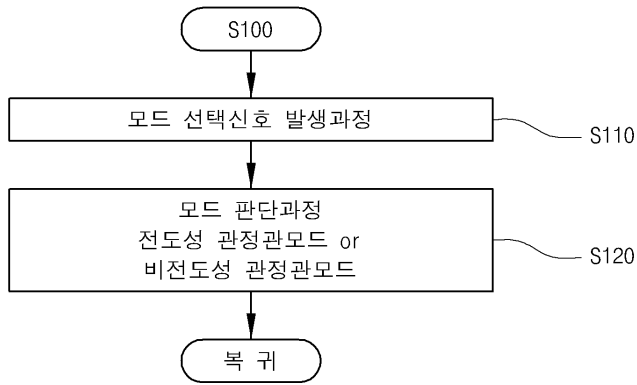 S100
모드 선택신호 발생과정
S110
모드 판단과정
전도성 관정관모드 or
비전도성 관정관모드
S120
복 귀